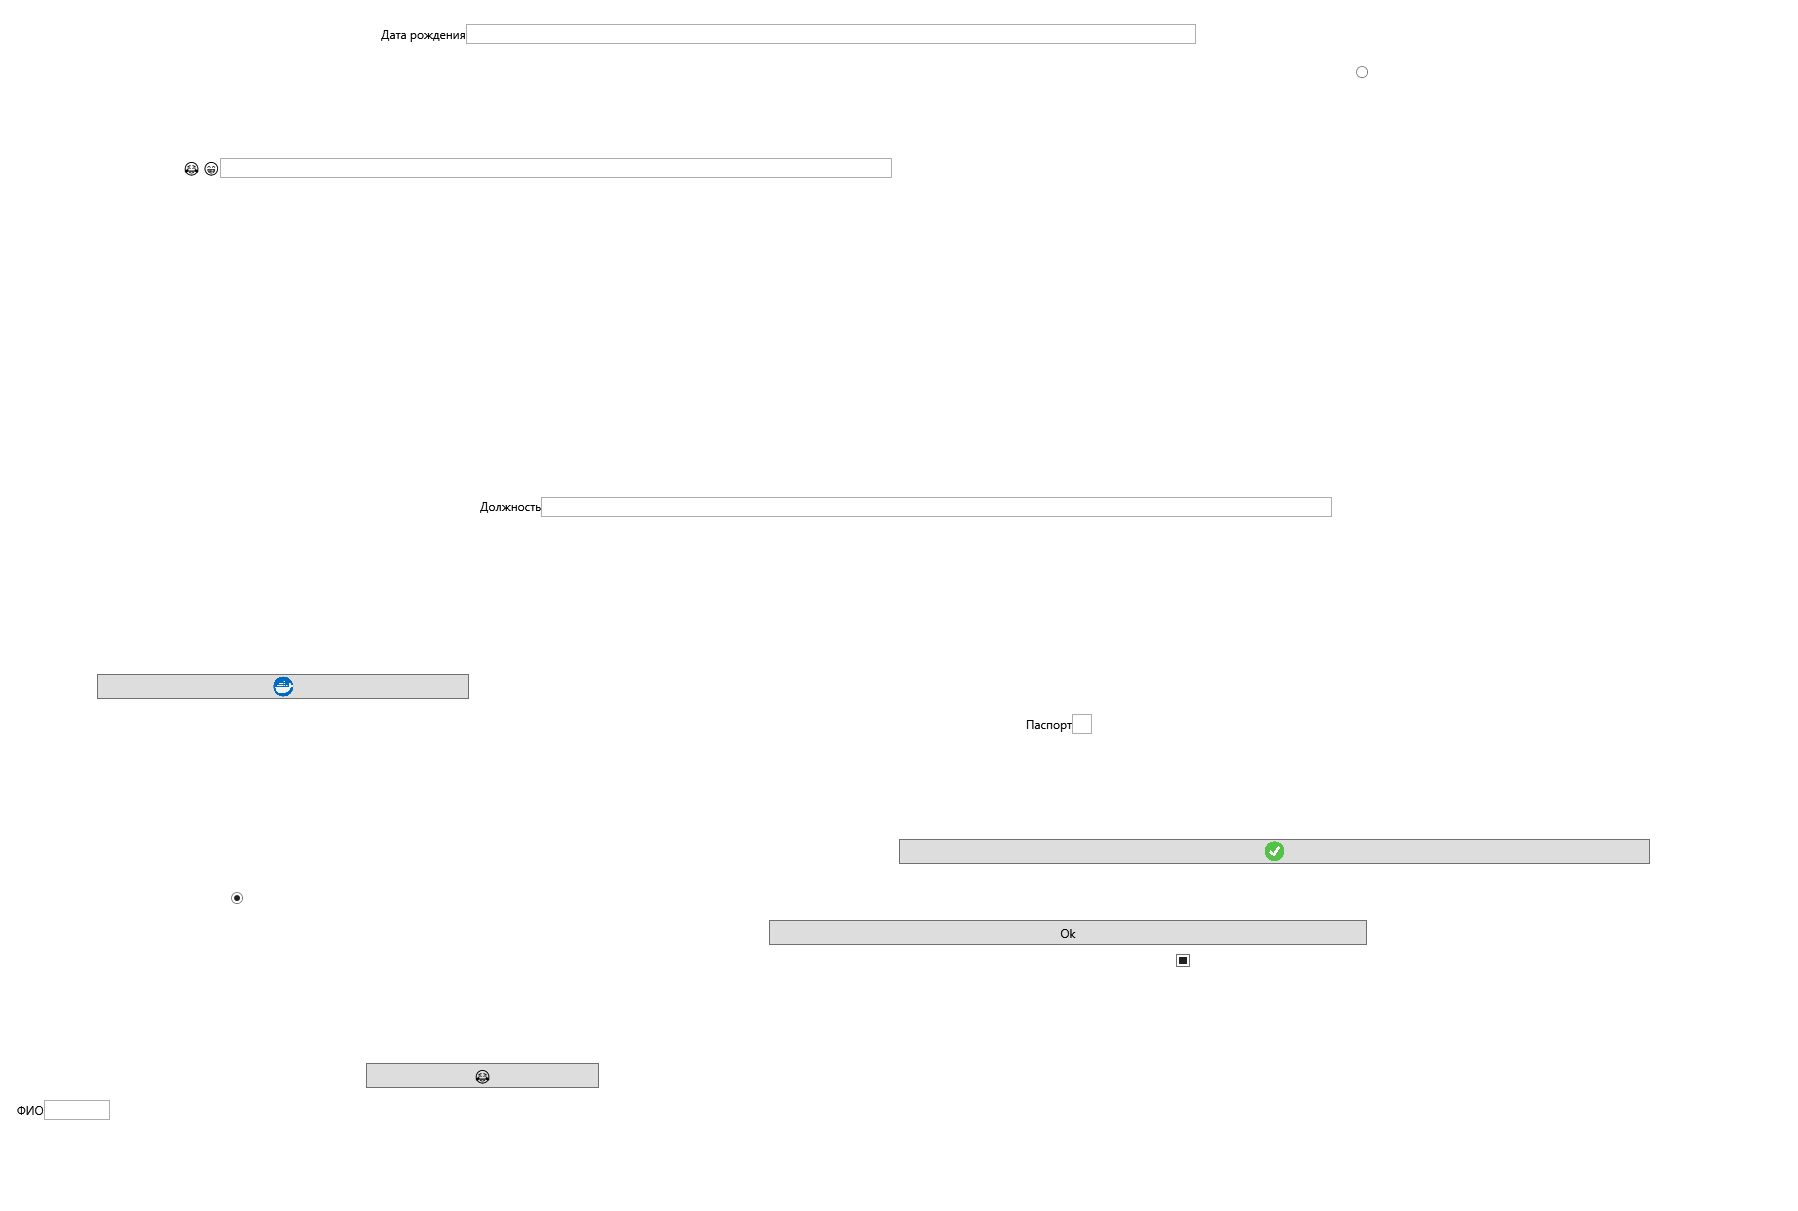 Дата рождения
🤣 😁
Должность
Паспорт
Ok
🤣
ФИО